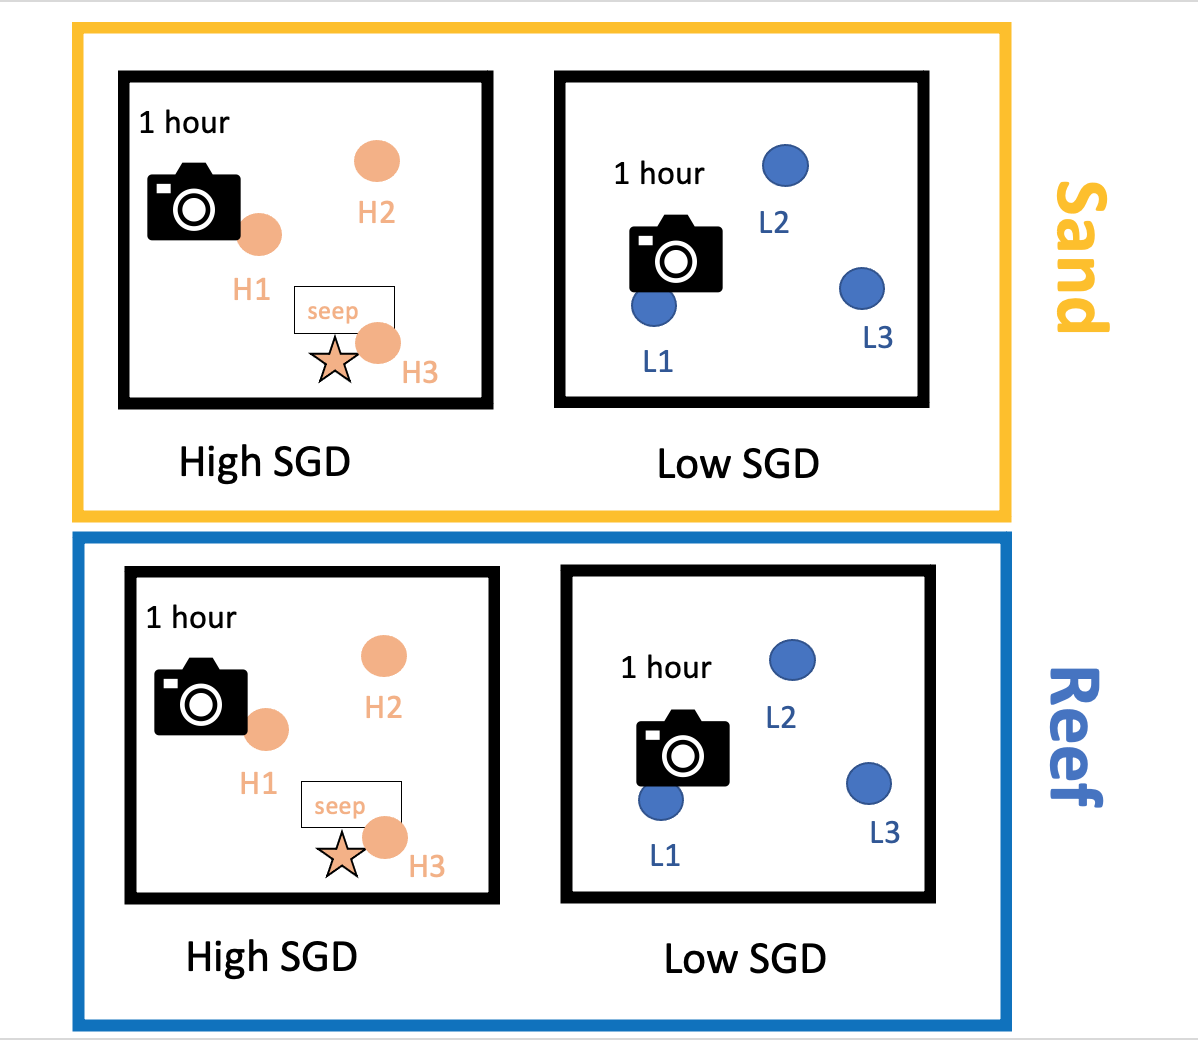 1 hour
H2
H1
seep
H3
High SGD
1 hour
L2
L3
L1
Low SGD
Sand
1 hour
H2
H1
seep
H3
High SGD
1 hour
L2
L3
L1
Low SGD
Reef